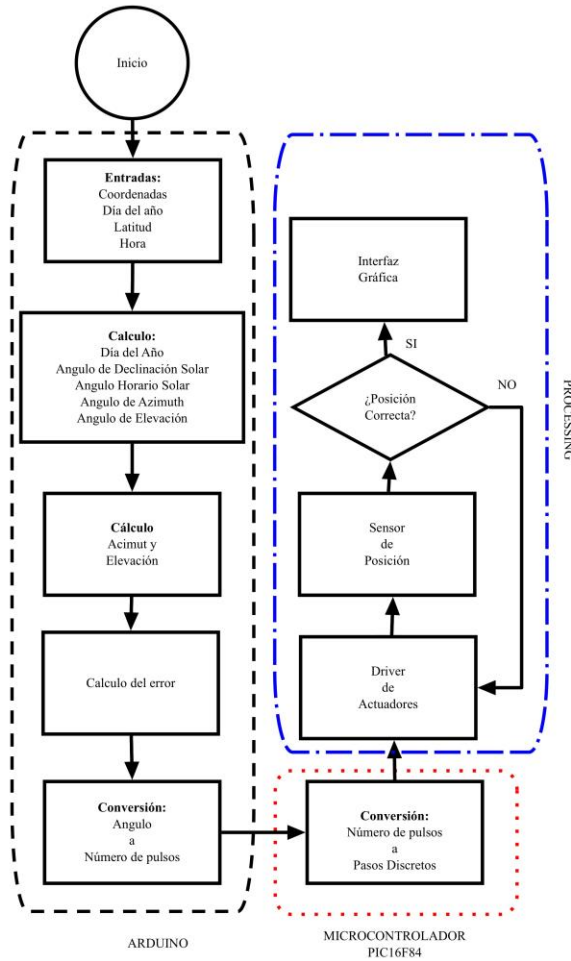 Inicio
Entradas:
Coordenadas
Día del año
Latitud
Hora
Calculo:
Día del Año
Angulo de Declinación Solar
Angulo Horario Solar
Angulo de Azimuth
Angulo de Elevación
Cálculo
Acimut y
Elevación
Calculo del error
Conversión:
Angulo
a
Número de pulsos
ARDUINO
Conversión:
Número de pulsos
a
Pasos Discretos
MICROCONTROLADOR
PIC16F84
Driver
de
Actuadores
Sensor
de
Posición
¿Posición
Correcta?
SI
NO
Interfaz
Gráfica
PROCESSING